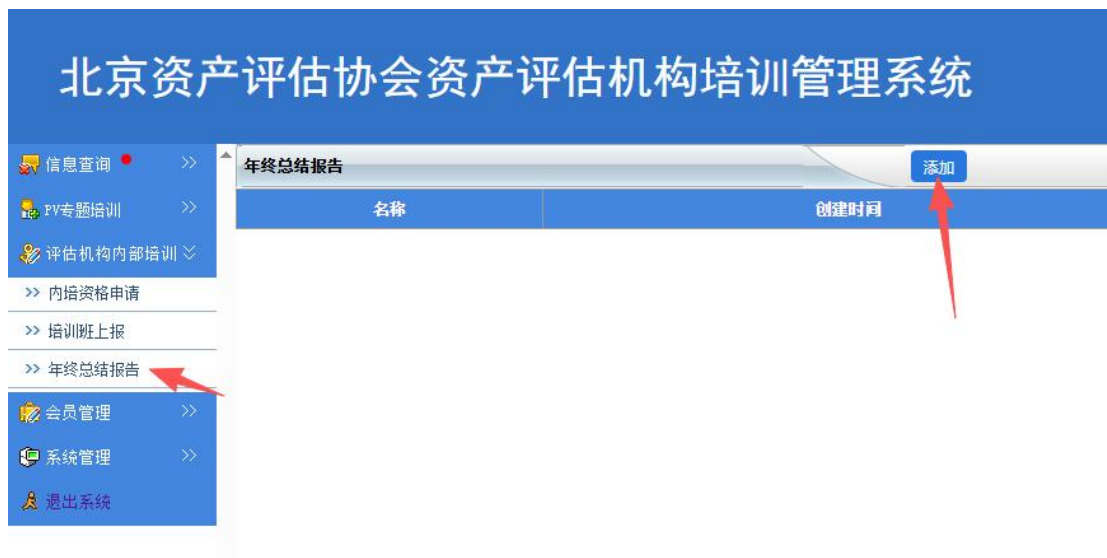 北京资产评估协会资产评估机构培训管理系统
信息查询
年终总结报告
添加
PV专题培训
名称
创建时间
评估机构内部培训
内培资格申请
培训班上报
年终总结报告
会员管理
系统管理
退出系统